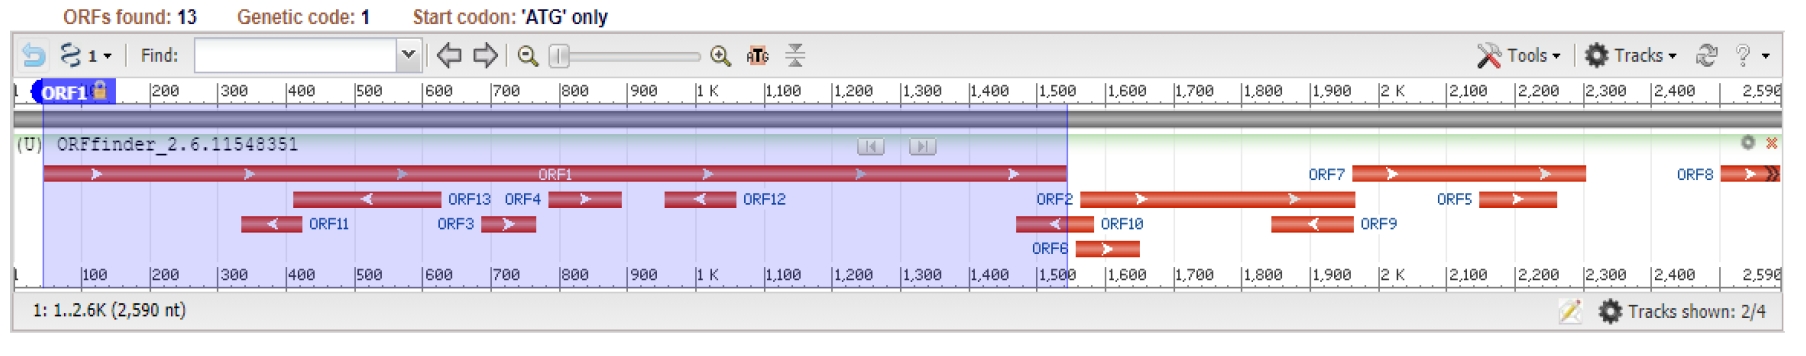 ORFs found: 13 Genetic code: 1 Start codon: 'ATG' only
1 Find: ATG Tools Tracks ?
1 ORF1 200 300 400 500 600 700 800 900 1 K 1,100 1,200 1,300 1,400 1,500 1,600 1,700 1,800 1,900 2 K 2,100 2,200 2,300 2,400 2,590
(U) ORFfinder_2.6.11548351
ORF1 ORF7 ORF8
ORF13 ORF4 ORF12 ORF2 ORF5
ORF11 ORF3 ORF10 ORF9
ORF6
1 100 200 300 400 500 600 700 800 900 1 K 1,100 1,200 1,300 1,400 1,500 1,600 1,700 1,800 1,900 2 K 2,100 2,200 2,300 2,400 2,590
1: 1..2.6K (2,590 nt) Tracks shown: 2/4